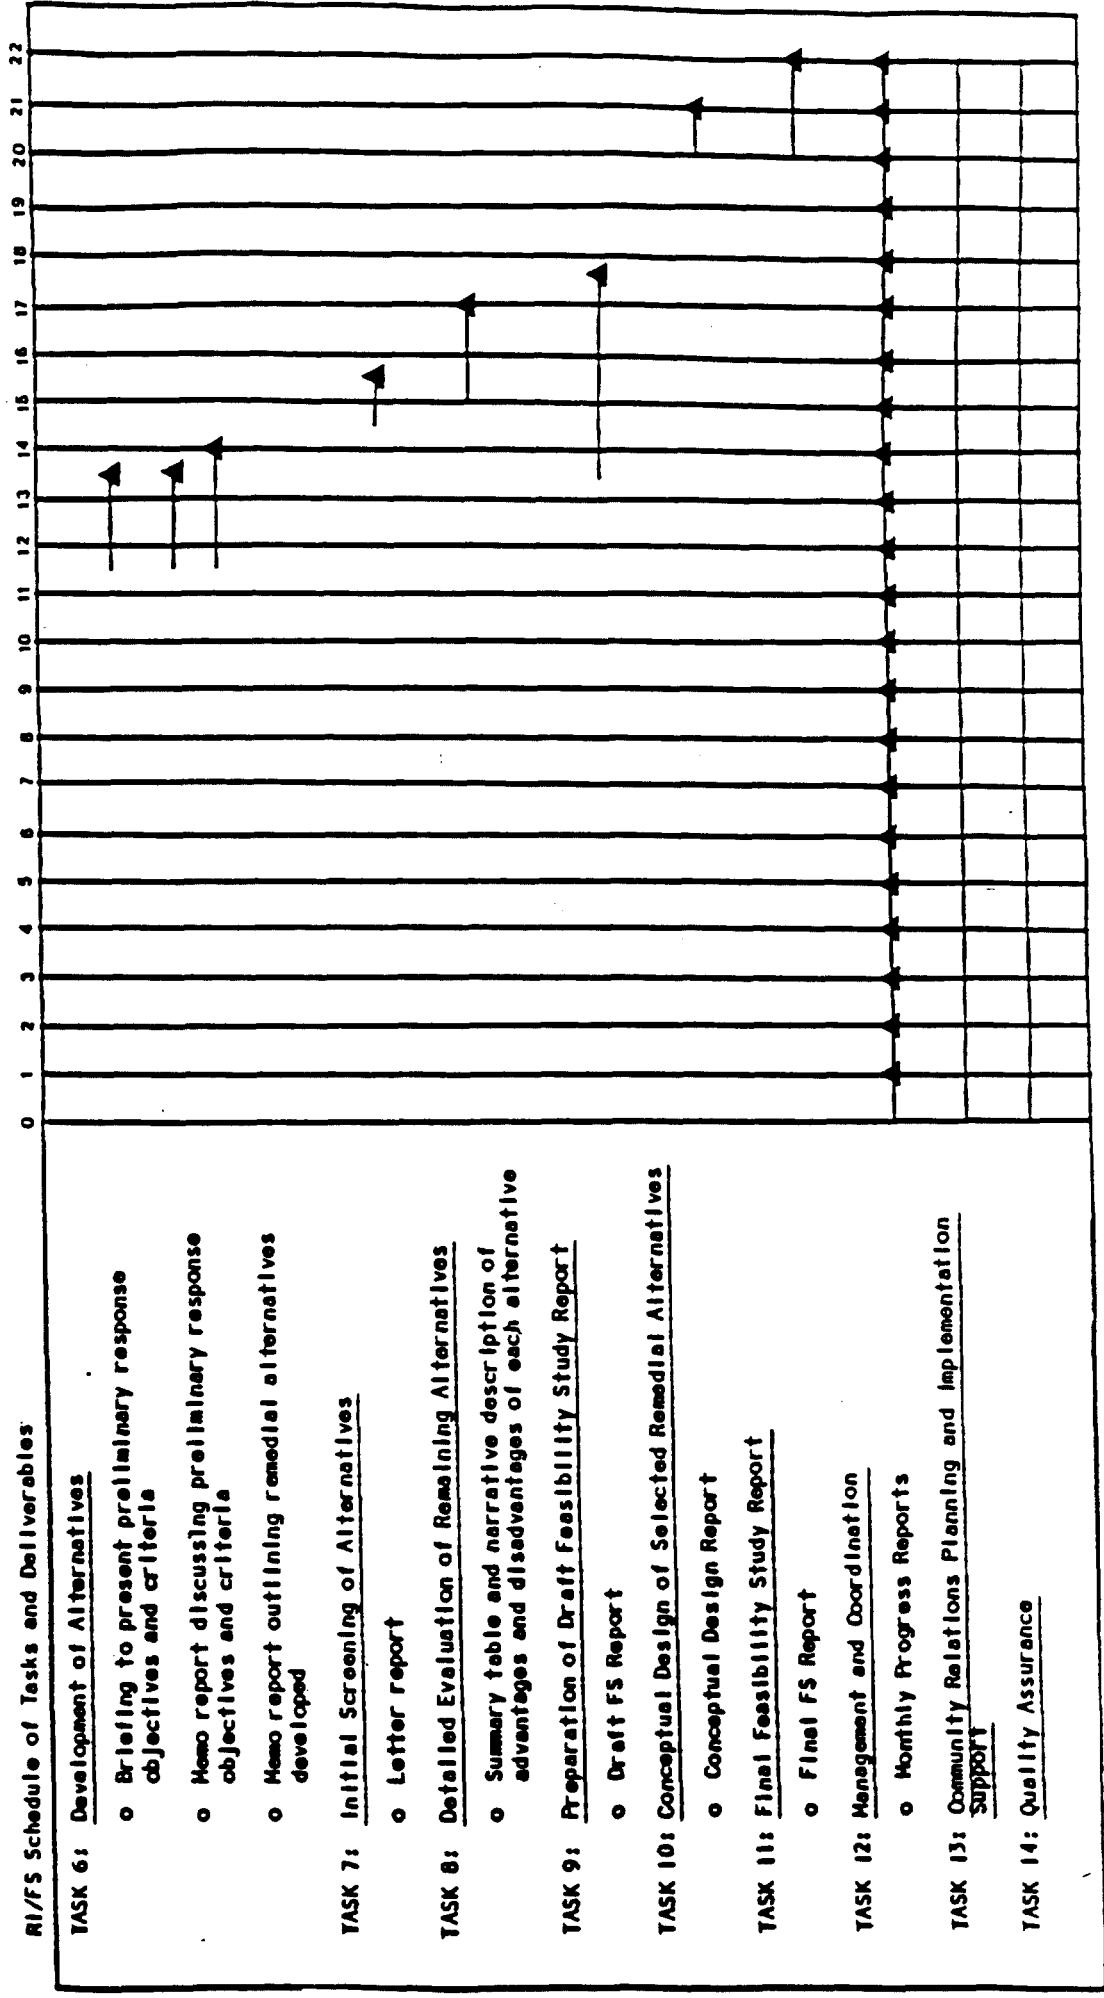 RI/FS Schedule of Tasks and Deliverables
0 1 2 3 4 5 6 7 8 9 10 11 12 13 14 15 16 17 18 19 20 21 22
TASK 6: Development of Alternatives
o Briefing to present preliminary response
objectives and criteria
o Memo report discussing preliminary response
objectives and criteria
o Memo report outlining remedial alternatives
developed
TASK 7: Initial Screening of Alternatives
o Letter report
TASK 8: Detailed Evaluation of Remaining Alternatives
o Summary table and narrative description of
advantages and disadvantages of each alternative
TASK 9: Preparation of Draft Feasibility Study Report
o Draft FS Report
TASK 10: Conceptual Design of Selected Remedial Alternatives
o Conceptual Design Report
TASK 11: Final Feasibility Study Report
o Final FS Report
TASK 12: Management and Coordination
o Monthly Progress Reports
TASK 13: Community Relations Planning and Implementation
Support
TASK 14: Quality Assurance